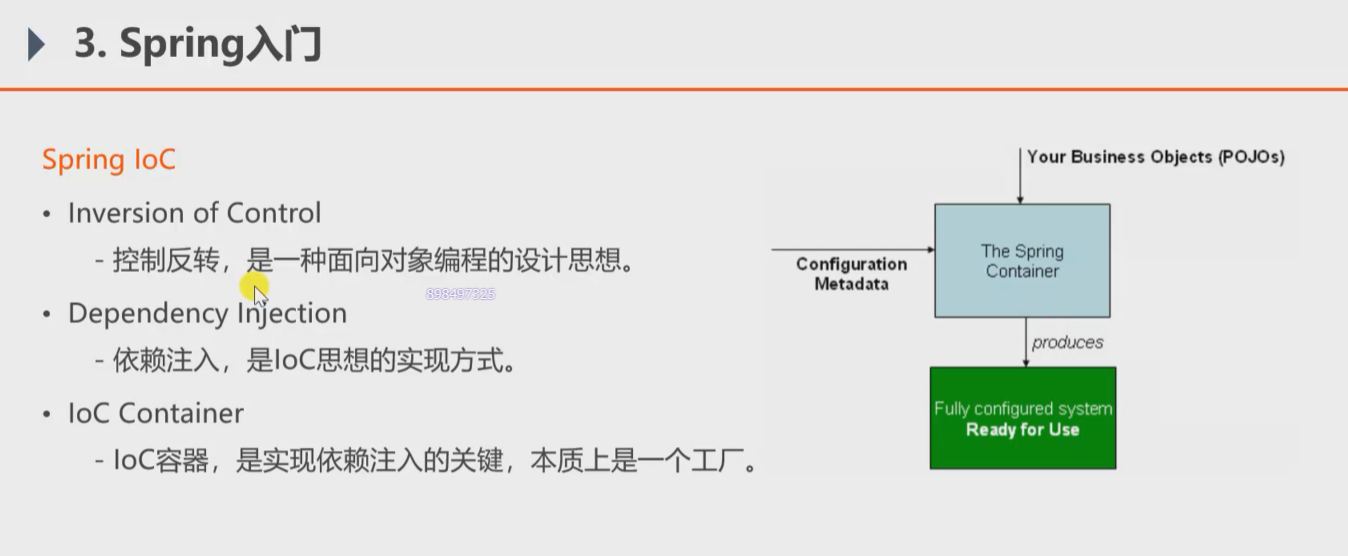 3. Spring入门
Spring IoC
• Inversion of Control
- 控制反转，是一种面向对象编程的设计思想。
898497325
• Dependency Injection
- 依赖注入，是IoC思想的实现方式。
• IoC Container
- IoC容器，是实现依赖注入的关键，本质上是一个工厂。
Your Business Objects (POJOs)
The Spring
Container
Configuration
Metadata
produces
Fully configured system
Ready for Use